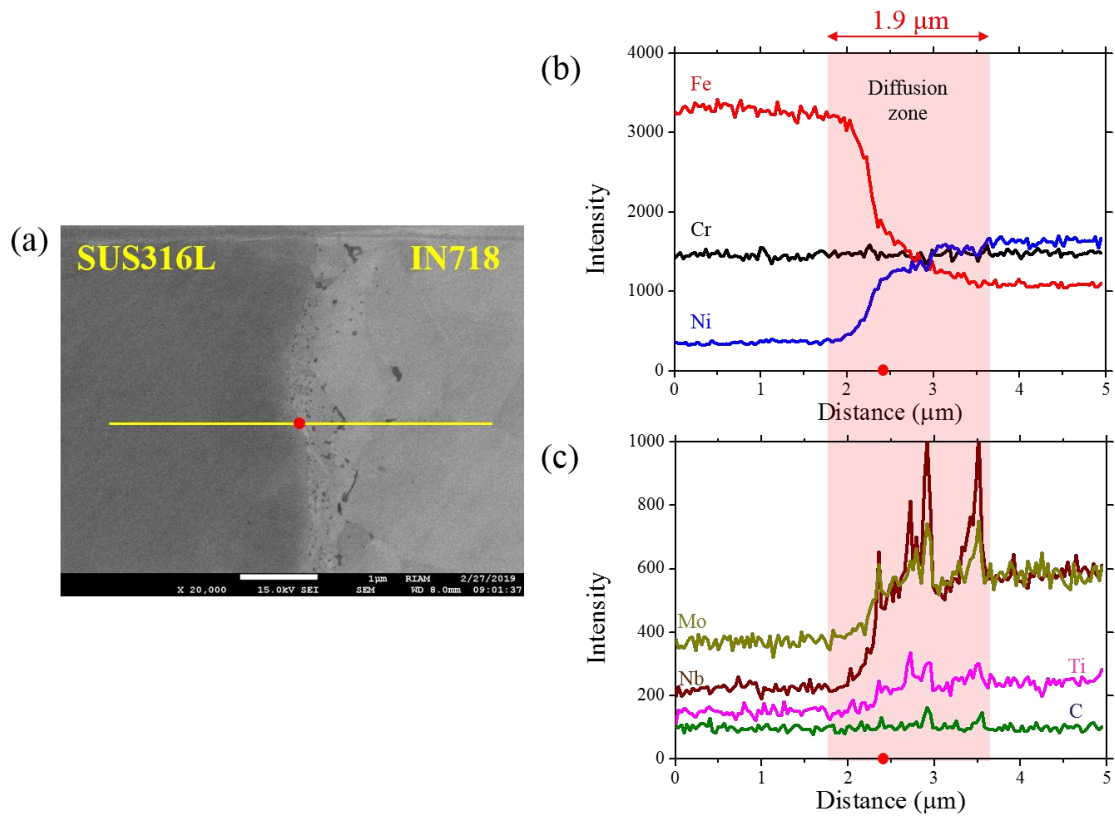 (a)
SUS316L IN718
1μm RIAM 2/27/2019
X 20,000 15.0kV SEI SEM WD 8.0mm 09:01:37
1.9 μm
(b)
4000
3000
2000
1000
0
Intensity
Fe
Diffusion
zone
Cr
Ni
0 1 2 3 4 5
Distance (μm)
(c)
1000
800
600
400
200
0
Intensity
Mo
Nb
Ti
C
0 1 2 3 4 5
Distance (μm)